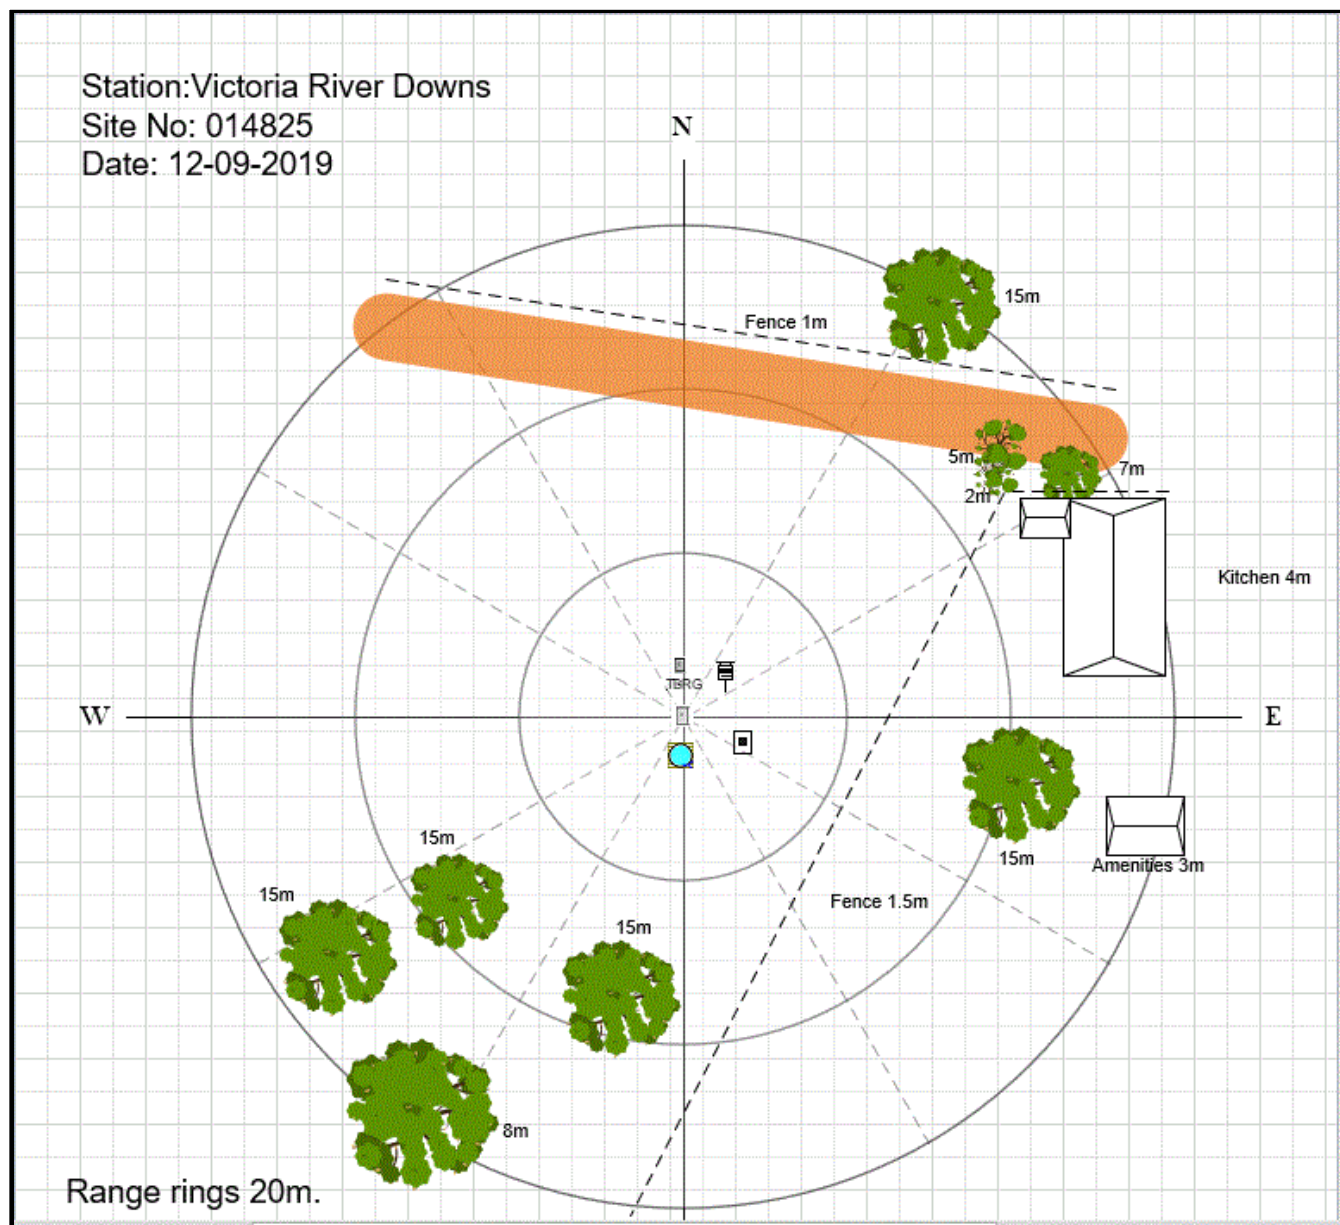 Station:Victoria River Downs
Site No: 014825
Date: 12-09-2019
N
15m
Fence 1m
5m
7m
2m
Kitchen 4m
TBRG
W
E
15m
15m
15m
Amenities 3m
15m
Fence 1.5m
15m
8m
Range rings 20m.